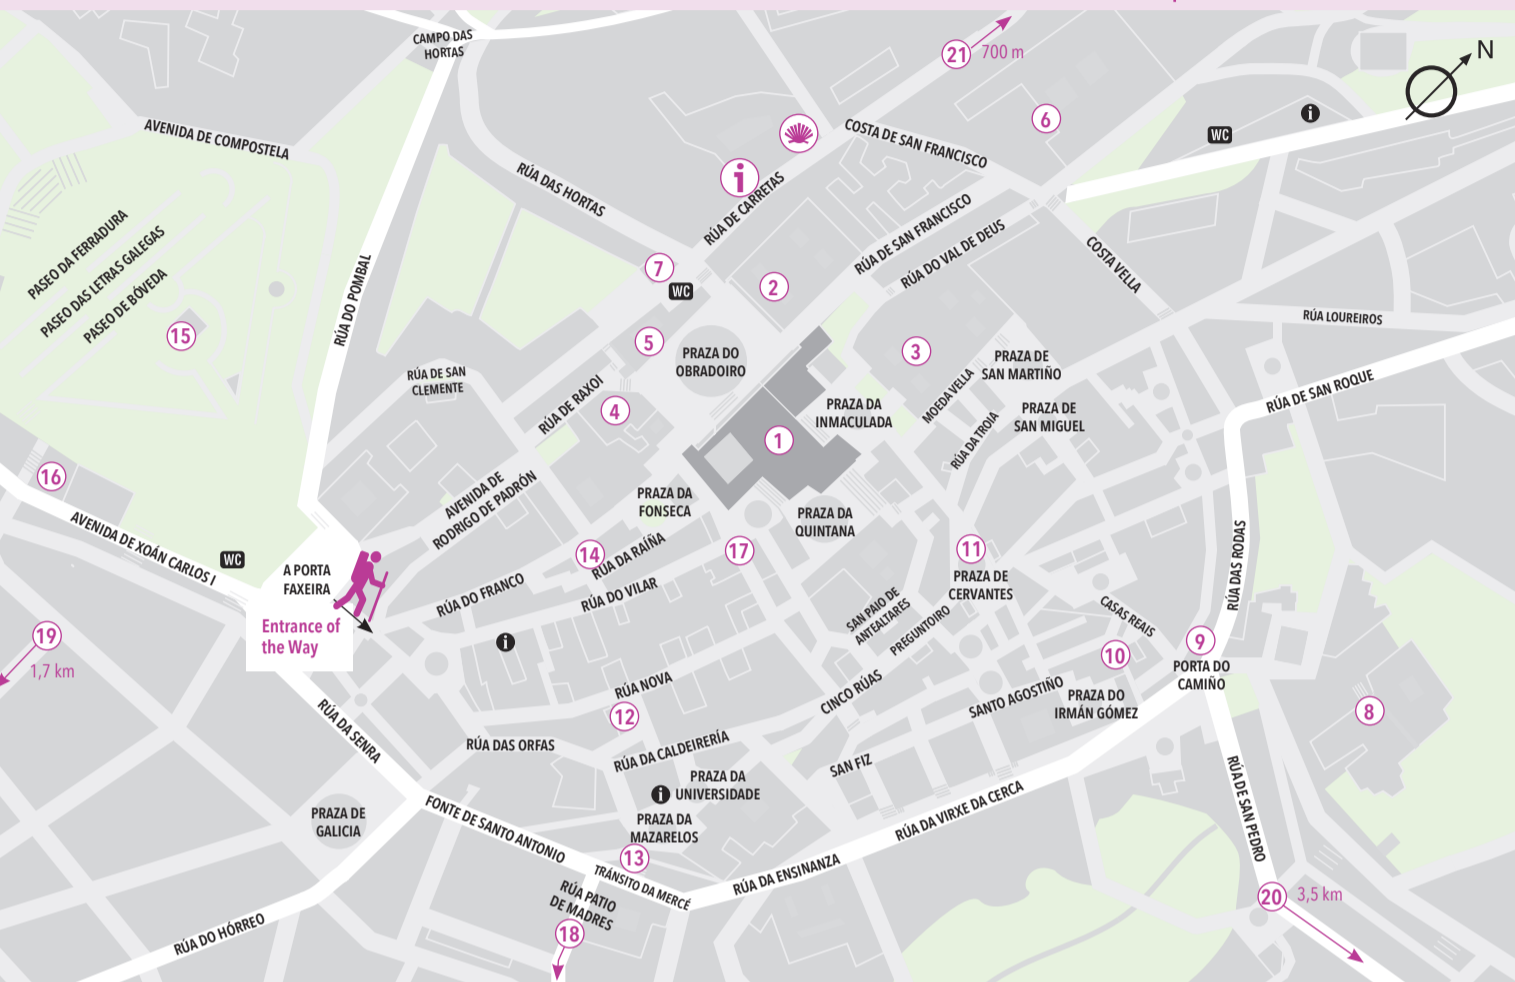 CAMPO DAS
HORTAS
21
700 m
N
AVENIDA DE COMPOSTELA
6
COSTA DE SAN FRANCISCO
WC
i
i
RÚA DAS HORTAS
RÚA DE CARRETAS
RÚA DE SAN FRANCISCO
RÚA DO VAL DE DEUS
COSTA VELLA
PASEO DA FERRADURA
PASEO DAS LETRAS GALEGAS
PASEO DE BÓVEDA
15
RÚA DO POMBAL
7
WC
2
5
PRAZA DO
OBRADOIRO
3
RÚA LOUREIROS
PRAZA DE
SAN MARTIÑO
RÚA DE SAN
CLEMENTE
RÚA DE RAXOI
4
MOEDA VELLA
PRAZA DA
INMACULADA
PRAZA DE
SAN MIGUEL
RÚA DA TROIA
RÚA DE SAN ROQUE
1
16
AVENIDA DE
RODRIGO DE PADRÓN
PRAZA DA
FONSECA
PRAZA DA
QUINTANA
AVENIDA DE XOÁN CARLOS I
WC
14
RÚA DA RAÍÑA
17
11
PRAZA DE
CERVANTES
RÚA DAS RODAS
A PORTA
FAXEIRA
Entrance of
the Way
RÚA DO FRANCO
RÚA DO VILAR
SAN PAIO DE
ANTEALTARES
PREGUNTOIRO
CASAS REAIS
19
1,7 km
i
10
9
PORTA DO
CAMIÑO
RÚA NOVA
12
CINCO RÚAS
SANTO AGOSTIÑO
PRAZA DO
IRMÁN GÓMEZ
8
RÚA DA SENRA
RÚA DAS ORFAS
RÚA DA CALDEIRERÍA
SAN FIZ
i
PRAZA DA
UNIVERSIDADE
PRAZA DE
GALICIA
FONTE DE SANTO ANTONIO
PRAZA DA
MAZARELOS
13
RÚA DA VIRXE DA CERCA
RÚA DE SAN PEDRO
TRÁNSITO DA MERCÉ
RÚA DA ENSINANZA
RÚA PATIO
DE MADRES
18
20
3,5 km
RÚA DO HÓRREO